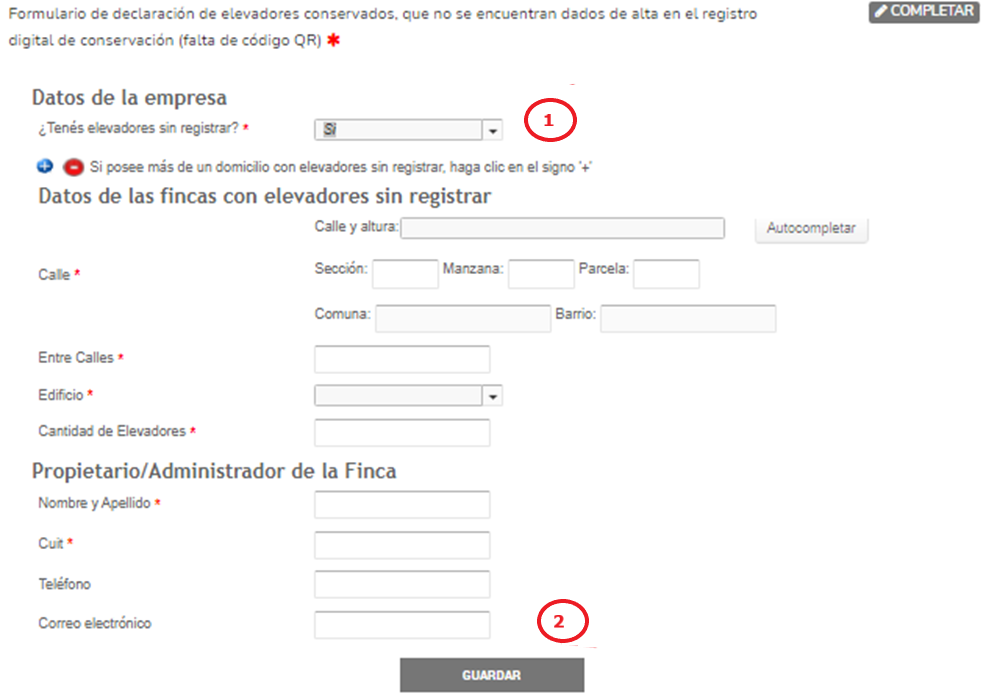 Formulario de declaración de elevadores conservados, que no se encuentran dados de alta en el registro
digital de conservación (falta de código QR) *
COMPLETAR
Datos de la empresa
¿Tenés elevadores sin registrar? * Si
1
Si posee más de un domicilio con elevadores sin registrar, haga clic en el signo '+'
Datos de las fincas con elevadores sin registrar
Calle y altura: Autocompletar
Calle *
Sección: Manzana: Parcela:
Comuna: Barrio:
Entre Calles *
Edificio *
Cantidad de Elevadores *
Propietario/Administrador de la Finca
Nombre y Apellido *
Cuit *
Teléfono
Correo electrónico
2
GUARDAR